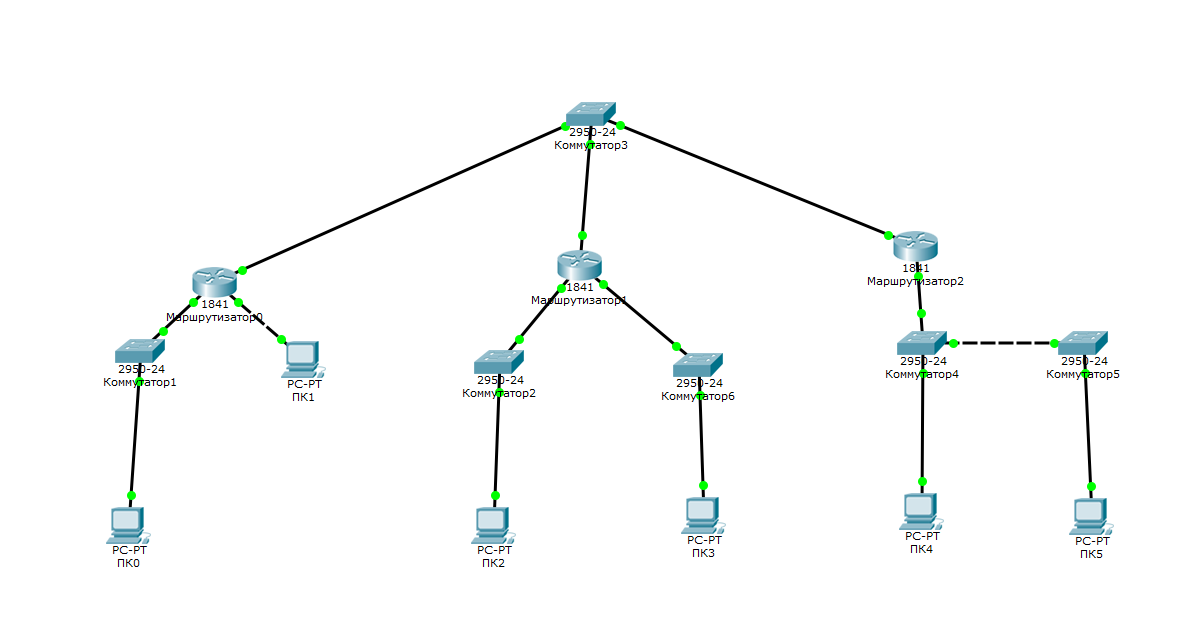 2950-24
Коммутатор3
1841
Маршрутизатор0
1841
Маршрутизатор1
1841
Маршрутизатор2
2950-24
Коммутатор1
PC-PT
ПК1
2950-24
Коммутатор2
2950-24
Коммутатор6
2950-24
Коммутатор4
2950-24
Коммутатор5
PC-PT
ПК0
PC-PT
ПК2
PC-PT
ПК3
PC-PT
ПК4
PC-PT
ПК5